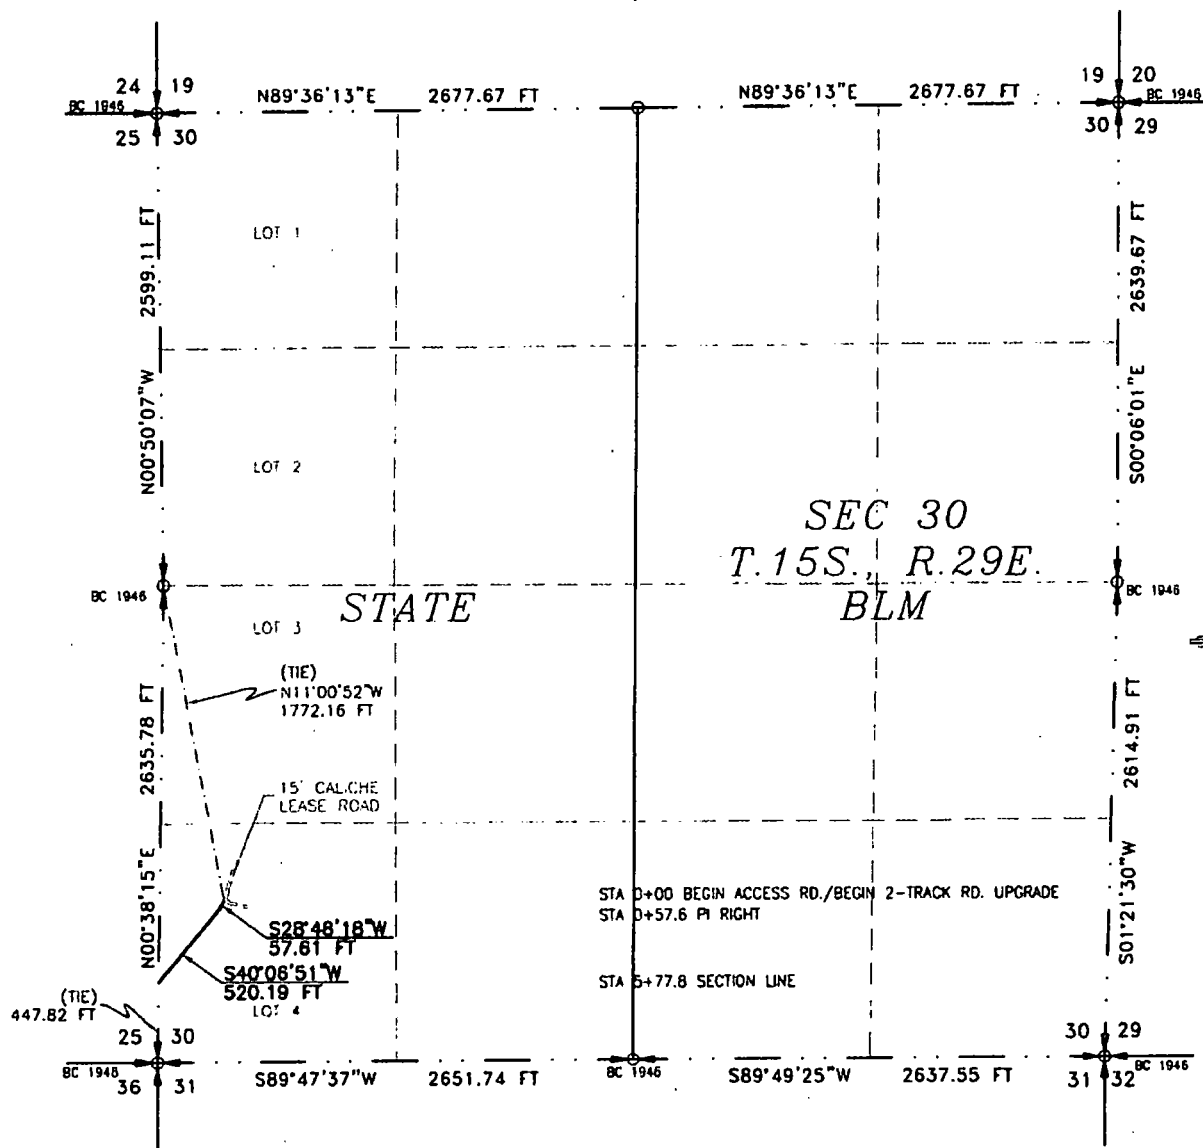 24 19
19 20
BC 1946
N89°36'13"E 2677.67 FT
N89°36'13"E 2677.67 FT
BC 1946
25 30
30 29
LOT 1
2599.11 FT
2639.67 FT
N00°50'07"W
S00°06'01"E
LOT 2
SEC 30
T.15S., R.29E.
BC 1946
STATE
BLM
BC 1946
LOT 3
(TIE)
N11°00'52"W
1772.16 FT
2635.78 FT
2614.91 FT
15' CALICHE
LEASE ROAD
N00°38'15"E
S01°21'30"W
STA 0+00 BEGIN ACCESS RD./BEGIN 2-TRACK RD. UPGRADE
STA 0+57.6 PI RIGHT
S28°48'18"W
57.61 FT
S40°06'51"W
520.19 FT
STA 5+77.8 SECTION LINE
(TIE)
447.82 FT
LOT 4
25 30
30 29
BC 1946
S89°47'37"W 2651.74 FT
BC 1946
S89°49'25"W 2637.55 FT
BC 1946
36 31
31 32